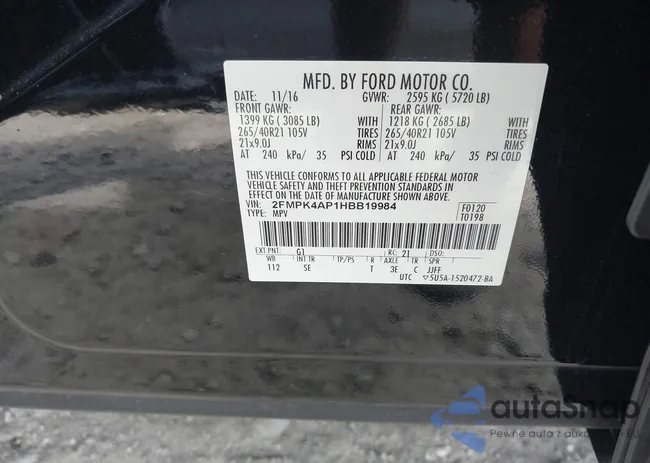 MFD. BY FORD MOTOR CO.
DATE: 11/16 GVWR: 2595 KG ( 5720 LB)
FRONT GAWR: REAR GAWR:
1399 KG ( 3085 LB) WITH 1218 KG ( 2685 LB) WITH
265/40R21 105V TIRES 265/40R21 105V TIRES
21x9.0J RIMS 21x9.0J RIMS
AT 240 kPa/ 35 PSI COLD AT 240 kPa/ 35 PSI COLD
THIS VEHICLE CONFORMS TO ALL APPLICABLE FEDERAL MOTOR
VEHICLE SAFETY AND THEFT PREVENTION STANDARDS IN
EFFECT ON THE DATE OF MANUFACTURE SHOWN ABOVE.
VIN: 2FMPK4AP1HBB19984 F0120
TYPE: MPV T0198
EXT PNT: G1 RC: 21 DSO:
WB INT TR TP/PS R AXLE TR SPR
112 SE T 3E C JJFF
UTC ▽5U5A-1520472-BA
autoSnap
Pewne auta z aukcji w EU